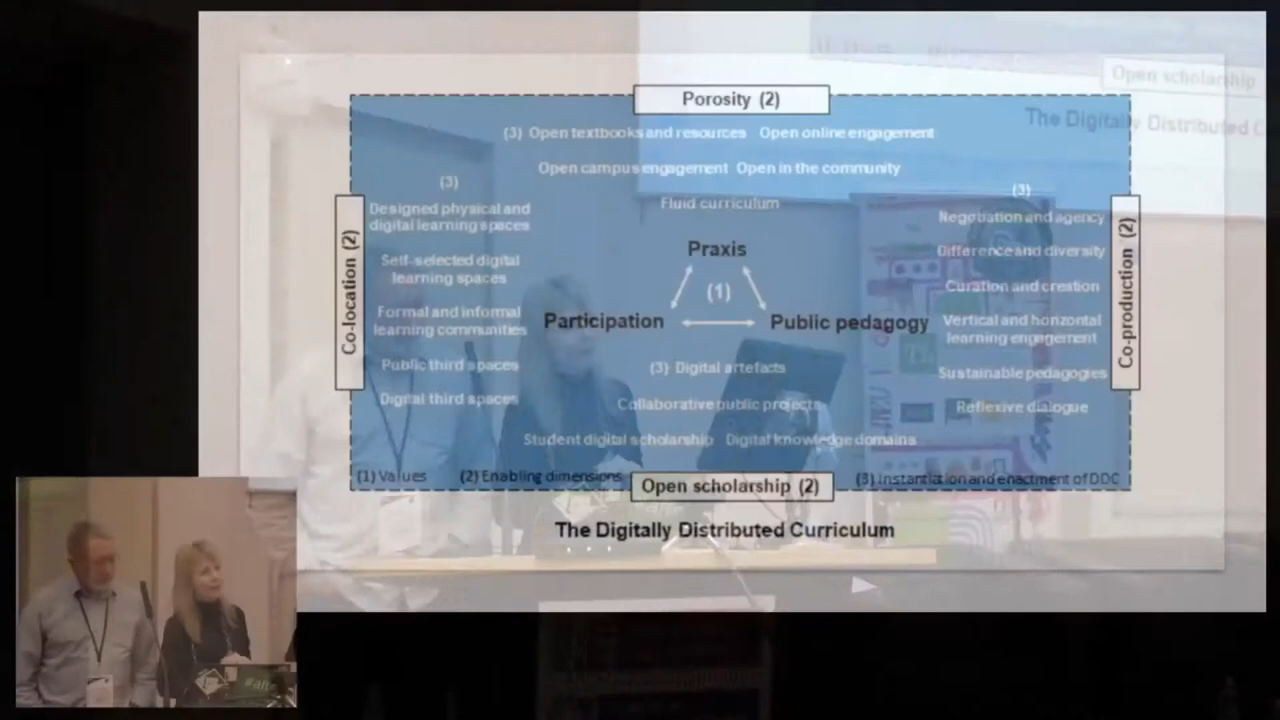 Porosity (2)
(3) Open textbooks and resources Open online engagement
Open campus engagement Open in the community
Fluid curriculum
Co-location (2)
(3)
Designed physical and
digital learning spaces
Self-selected digital
learning spaces
Formal and informal
learning communities
Public third spaces
Digital third spaces
Praxis
(1)
Participation
Public pedagogy
(3) Digital artefacts
Collaborative public projects
Student digital scholarship Digital knowledge domains
(3)
Negotiation and agency
Difference and diversity
Curation and creation
Vertical and horizontal
learning engagement
Sustainable pedagogies
Reflexive dialogue
Co-production (2)
(1) Values
(2) Enabling dimensions
Open scholarship (2)
(3) Instantiation and enactment of DDC
The Digitally Distributed Curriculum
Open scholarship
The Digitally Distributed C
#alt